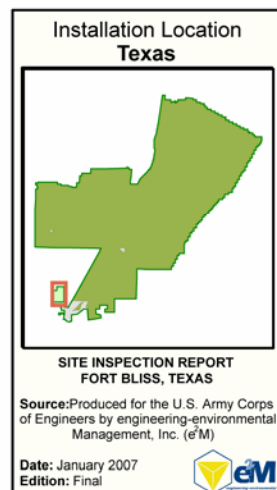 Installation Location
Texas
SITE INSPECTION REPORT
FORT BLISS, TEXAS
Source:Produced for the U.S. Army Corps
of Engineers by engineering-environmental
Management, Inc. (e²M)
Date: January 2007
Edition: Final
e²M